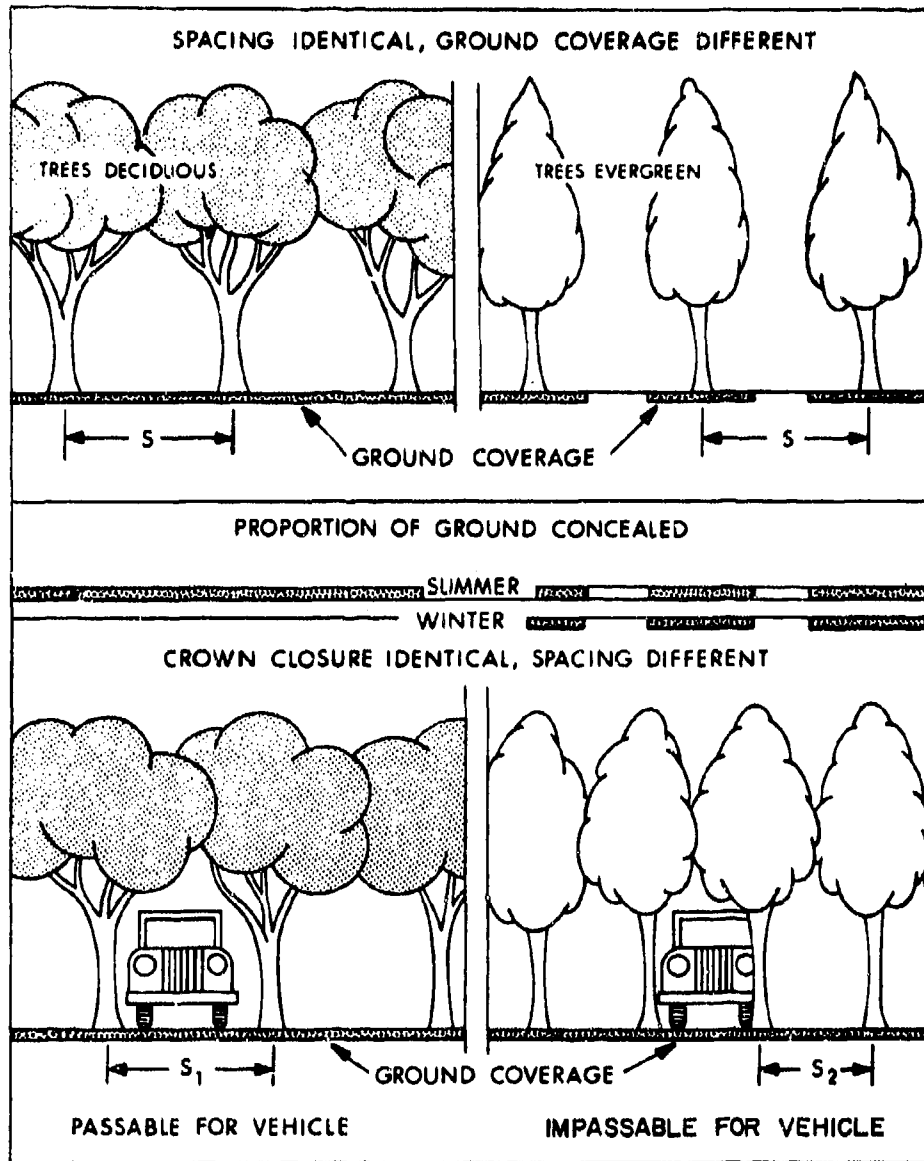 SPACING IDENTICAL, GROUND COVERAGE DIFFERENT
TREES DECIDUOUS
TREES EVERGREEN
S
S
GROUND COVERAGE
PROPORTION OF GROUND CONCEALED
SUMMER
WINTER
CROWN CLOSURE IDENTICAL, SPACING DIFFERENT
S₁
GROUND COVERAGE
S₂
PASSABLE FOR VEHICLE
IMPASSABLE FOR VEHICLE